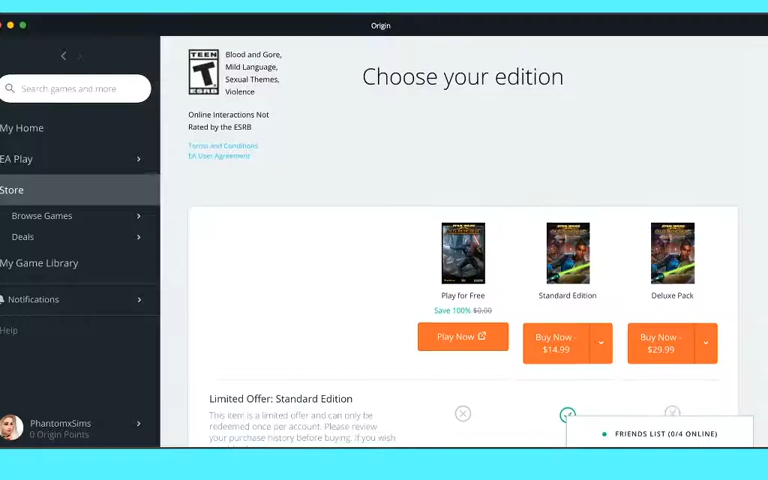 Origin
Search games and more
My Home
EA Play
Store
Browse Games
Deals
My Game Library
Notifications
Help
PhantomxSims
0 Origin Points
TEEN
T
ESRB
Blood and Gore,
Mild Language,
Sexual Themes,
Violence
Online Interactions Not
Rated by the ESRB
Terms and Conditions
EA User Agreement
Choose your edition
Play for Free
Save 100% $0.00
Play Now
Standard Edition
Buy Now -
$14.99
Deluxe Pack
Buy Now -
$29.99
Limited Offer: Standard Edition
This item is a limited offer and can only be
redeemed once per account. Please review
your purchase history before buying. If you wish
FRIENDS LIST (0/4 ONLINE)